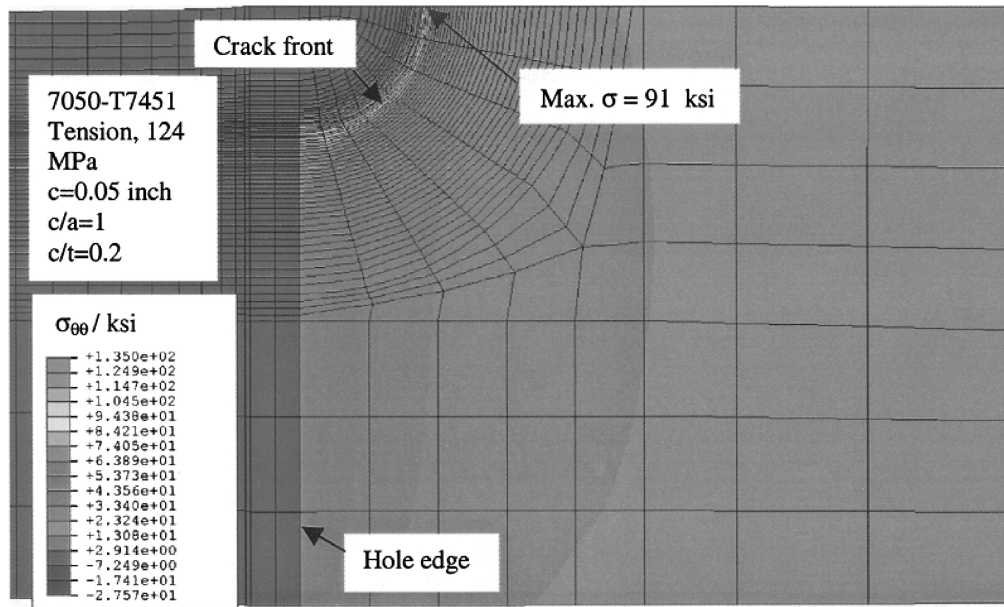 Crack front
Max. σ = 91 ksi
7050-T7451
Tension, 124
MPa
c=0.05 inch
c/a=1
c/t=0.2
σθθ / ksi
+1.350e+02
+1.249e+02
+1.147e+02
+1.045e+02
+9.438e+01
+8.421e+01
+7.405e+01
+6.389e+01
+5.373e+01
+4.356e+01
+3.340e+01
+2.324e+01
+1.308e+01
+2.914e+00
-7.249e+00
-1.741e+01
-2.757e+01
Hole edge